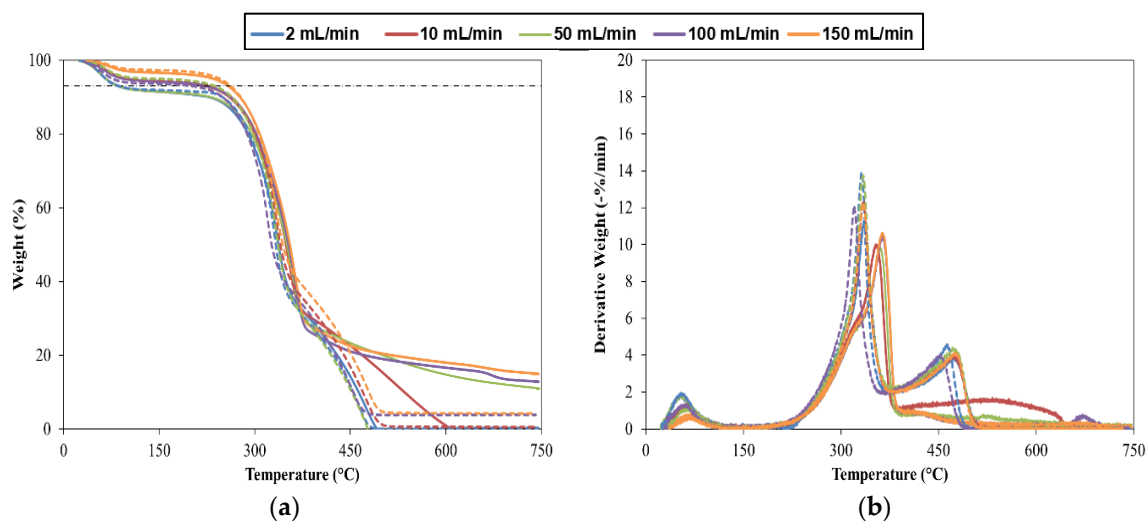 2 mL/min 10 mL/min 50 mL/min 100 mL/min 150 mL/min
100
80
60
40
20
0
Weight (%)
0 150 300 450 600 750
Temperature (°C)
(a)
20
18
16
14
12
10
8
6
4
2
0
Derivative Weight (-%/min)
0 150 300 450 600 750
Temperature (°C)
(b)